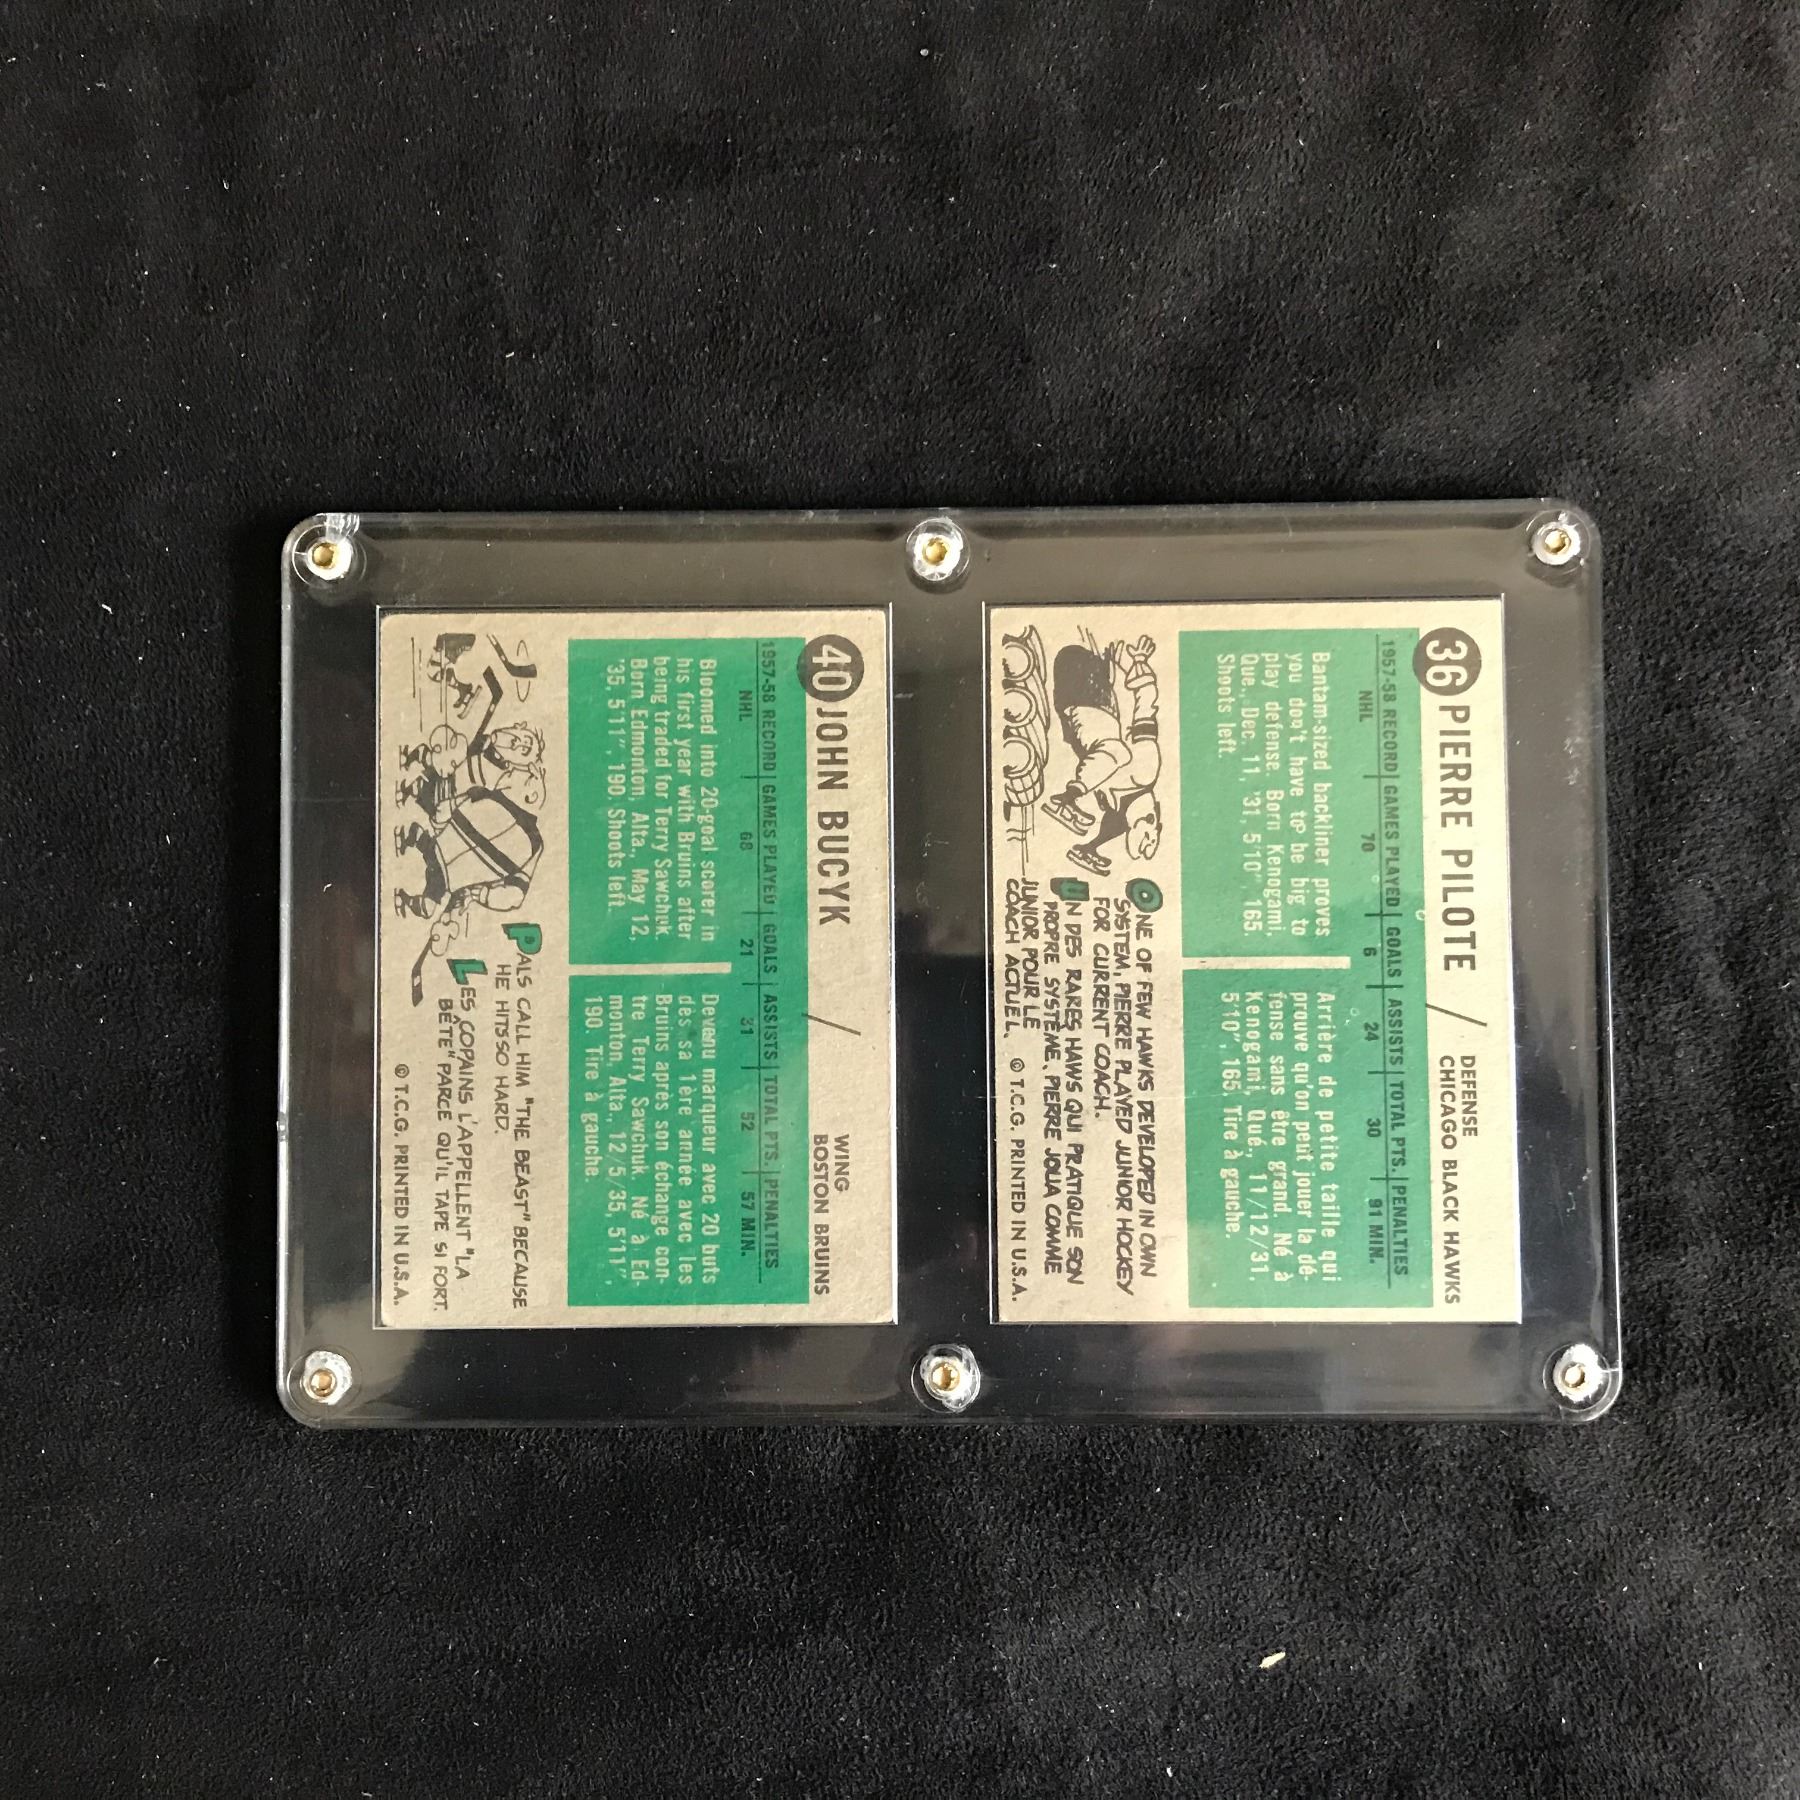 36 PIERRE PILOTE / DEFENSE
CHICAGO BLACK HAWKS
1957-58 RECORD GAMES PLAYED GOALS ASSISTS TOTAL PTS. PENALTIES
NHL 70 6 24 30 91 MIN.
Bantam-sized backliner proves
you don't have to be big to
play defense. Born Kenogami,
Que., Dec. 11, '31, 5'10", 165.
Shoots left.
Arrière de petite taille qui
prouve qu'on peut jouer la dé-
fense sans être grand. Né à
Kenogami, Qué., 11/12/31,
5'10", 165. Tire à gauche.
ONE OF FEW HAWKS DEVELOPED IN OWN
SYSTEM, PIERRE PLAYED JUNIOR HOCKEY
FOR CURRENT COACH.
UN DES RARES HAWS QUI PRATIQUE SON
PROPRE SYSTÈME, PIERRE JOUA COMME
JUNIOR POUR LE
COACH ACTUEL.
© T.C.G. PRINTED IN U.S.A.
40 JOHN BUCYK / WING
BOSTON BRUINS
1957-58 RECORD GAMES PLAYED GOALS ASSISTS TOTAL PTS. PENALTIES
NHL 68 21 31 52 57 MIN.
Bloomed into 20-goal scorer in
his first year with Bruins after
being traded for Terry Sawchuk.
Born Edmonton, Alta., May 12,
'35, 5'11", 190. Shoots left.
Devenu marqueur avec 20 buts
dès sa 1ère année avec les
Bruins après son échange con-
tre Terry Sawchuk. Né à Ed-
monton, Alta, 12/5/35, 5'11",
190. Tire à gauche.
PALS CALL HIM "THE BEAST" BECAUSE
HE HITS SO HARD.
LES COPAINS L'APPELLENT "LA
BÊTE" PARCE QU'IL TAPE SI FORT.
© T.C.G. PRINTED IN U.S.A.